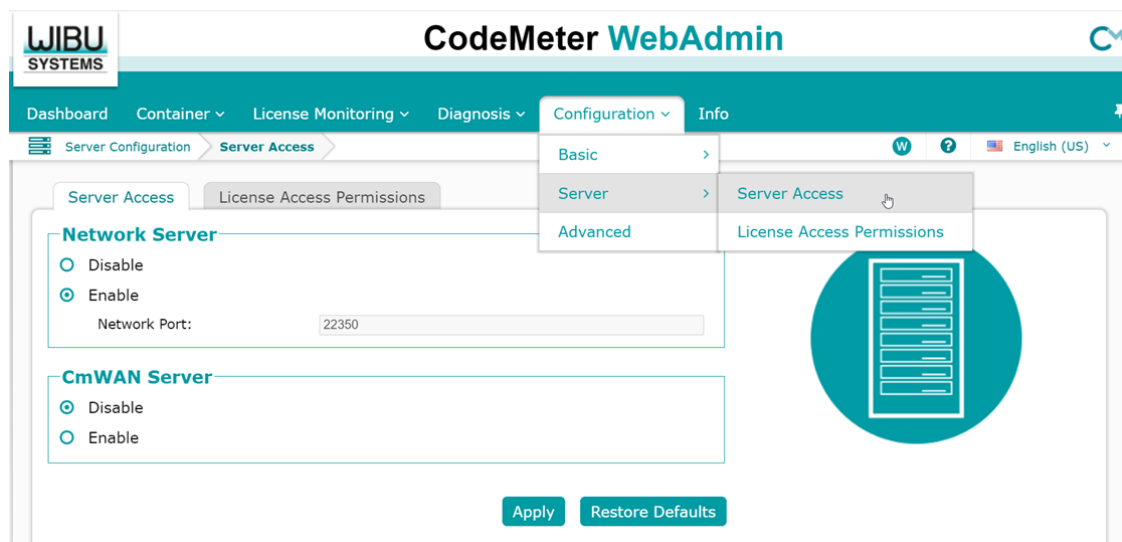 WIBU
SYSTEMS
CodeMeter WebAdmin
Dashboard Container License Monitoring Diagnosis Configuration Info
Server Configuration Server Access
W ? English (US)
Basic
Server
Advanced
Server Access
License Access Permissions
Server Access License Access Permissions
Network Server
Disable
Enable
Network Port: 22350
CmWAN Server
Disable
Enable
Apply Restore Defaults